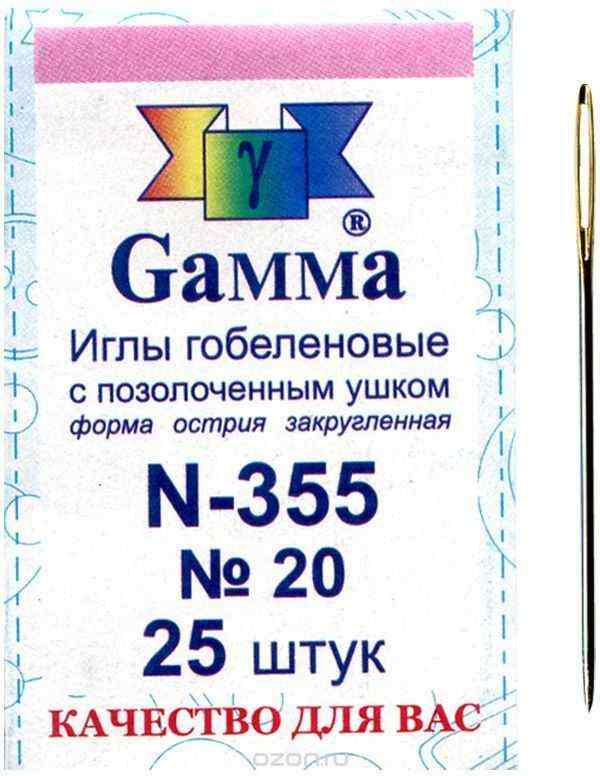 γ
Gamma®
Иглы гобеленовые
с позолоченным ушком
форма острия закругленная
N-355
№ 20
25 штук
КАЧЕСТВО ДЛЯ ВАС
ozon.ru